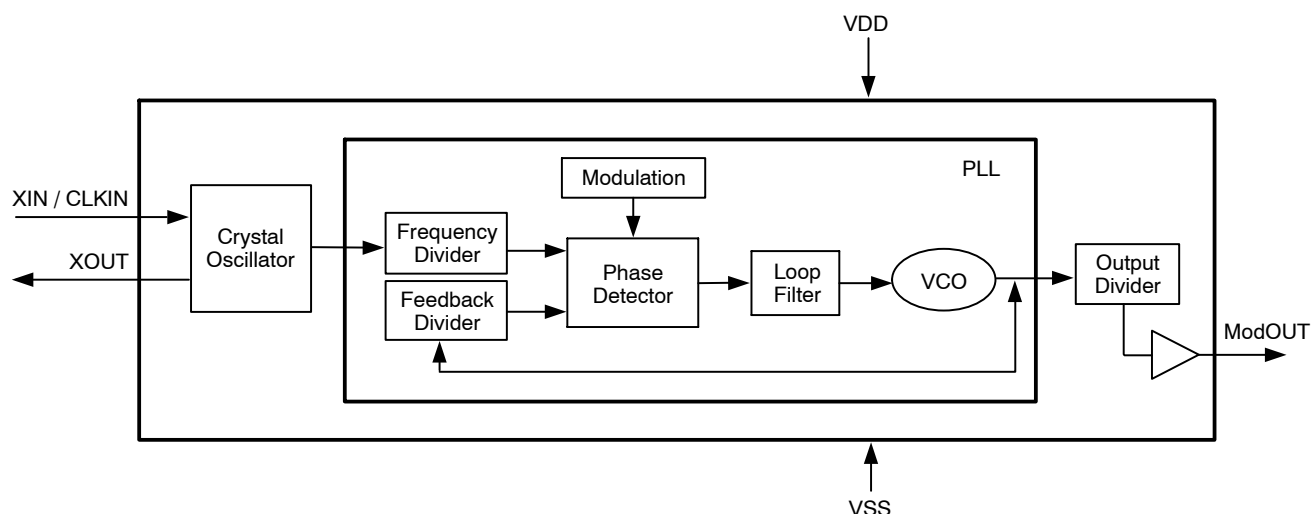 VDD
PLL
Modulation
XIN / CLKIN
Crystal
Oscillator
XOUT
Frequency
Divider
Feedback
Divider
Phase
Detector
Loop
Filter
VCO
Output
Divider
ModOUT
VSS